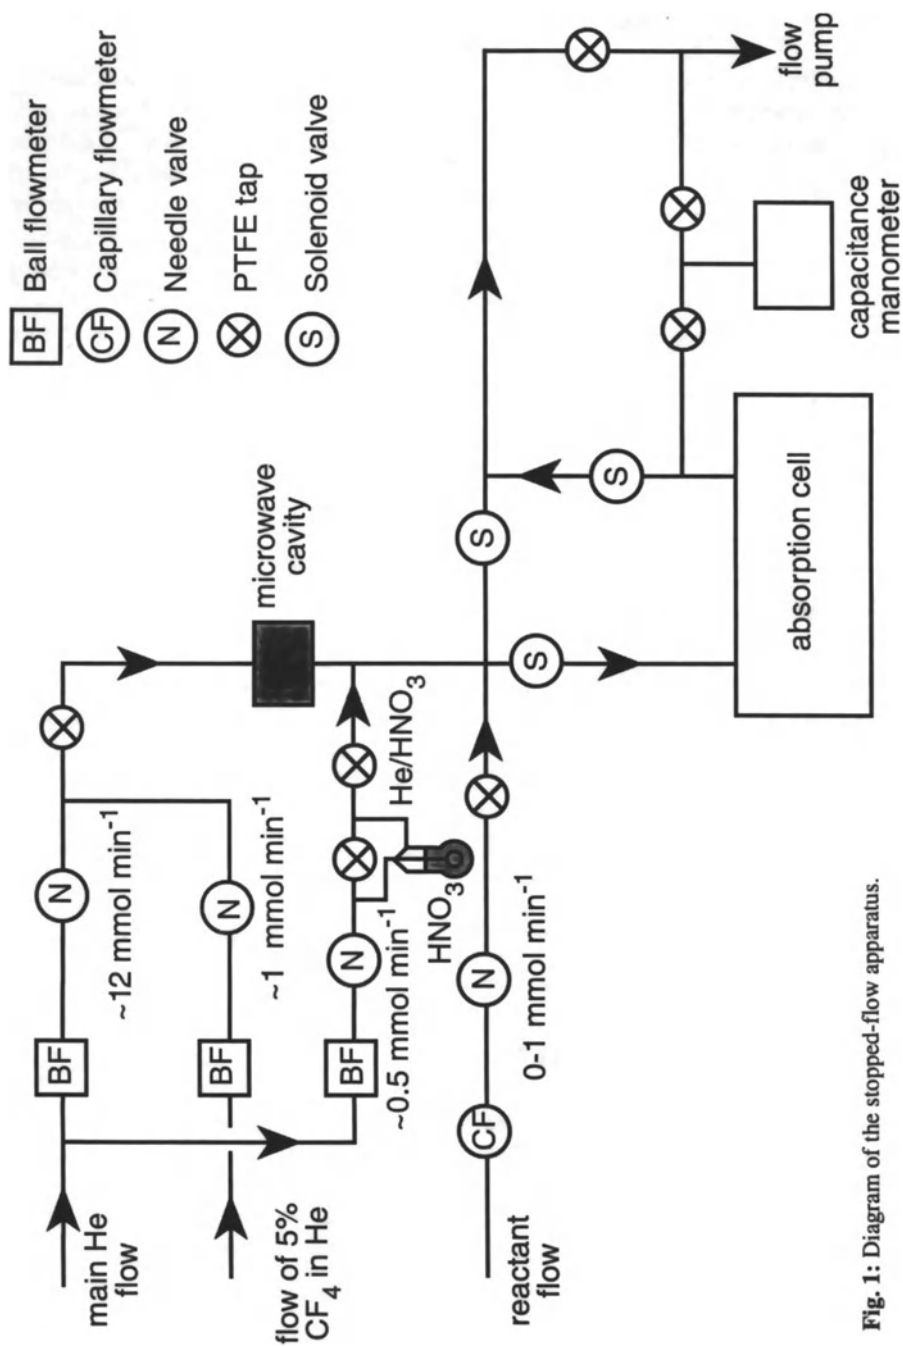 BF Ball flowmeter
CF Capillary flowmeter
N Needle valve
PTFE tap
S Solenoid valve
main He
flow
BF
N
~12 mmol min⁻¹
flow of 5%
CF₄ in He
BF
N
~1 mmol min⁻¹
microwave
cavity
BF
N
~0.5 mmol min⁻¹
He/HNO₃
HNO₃
reactant
flow
CF
N
0-1 mmol min⁻¹
S
S
S
absorption cell
capacitance
manometer
flow
pump
Fig. 1: Diagram of the stopped-flow apparatus.